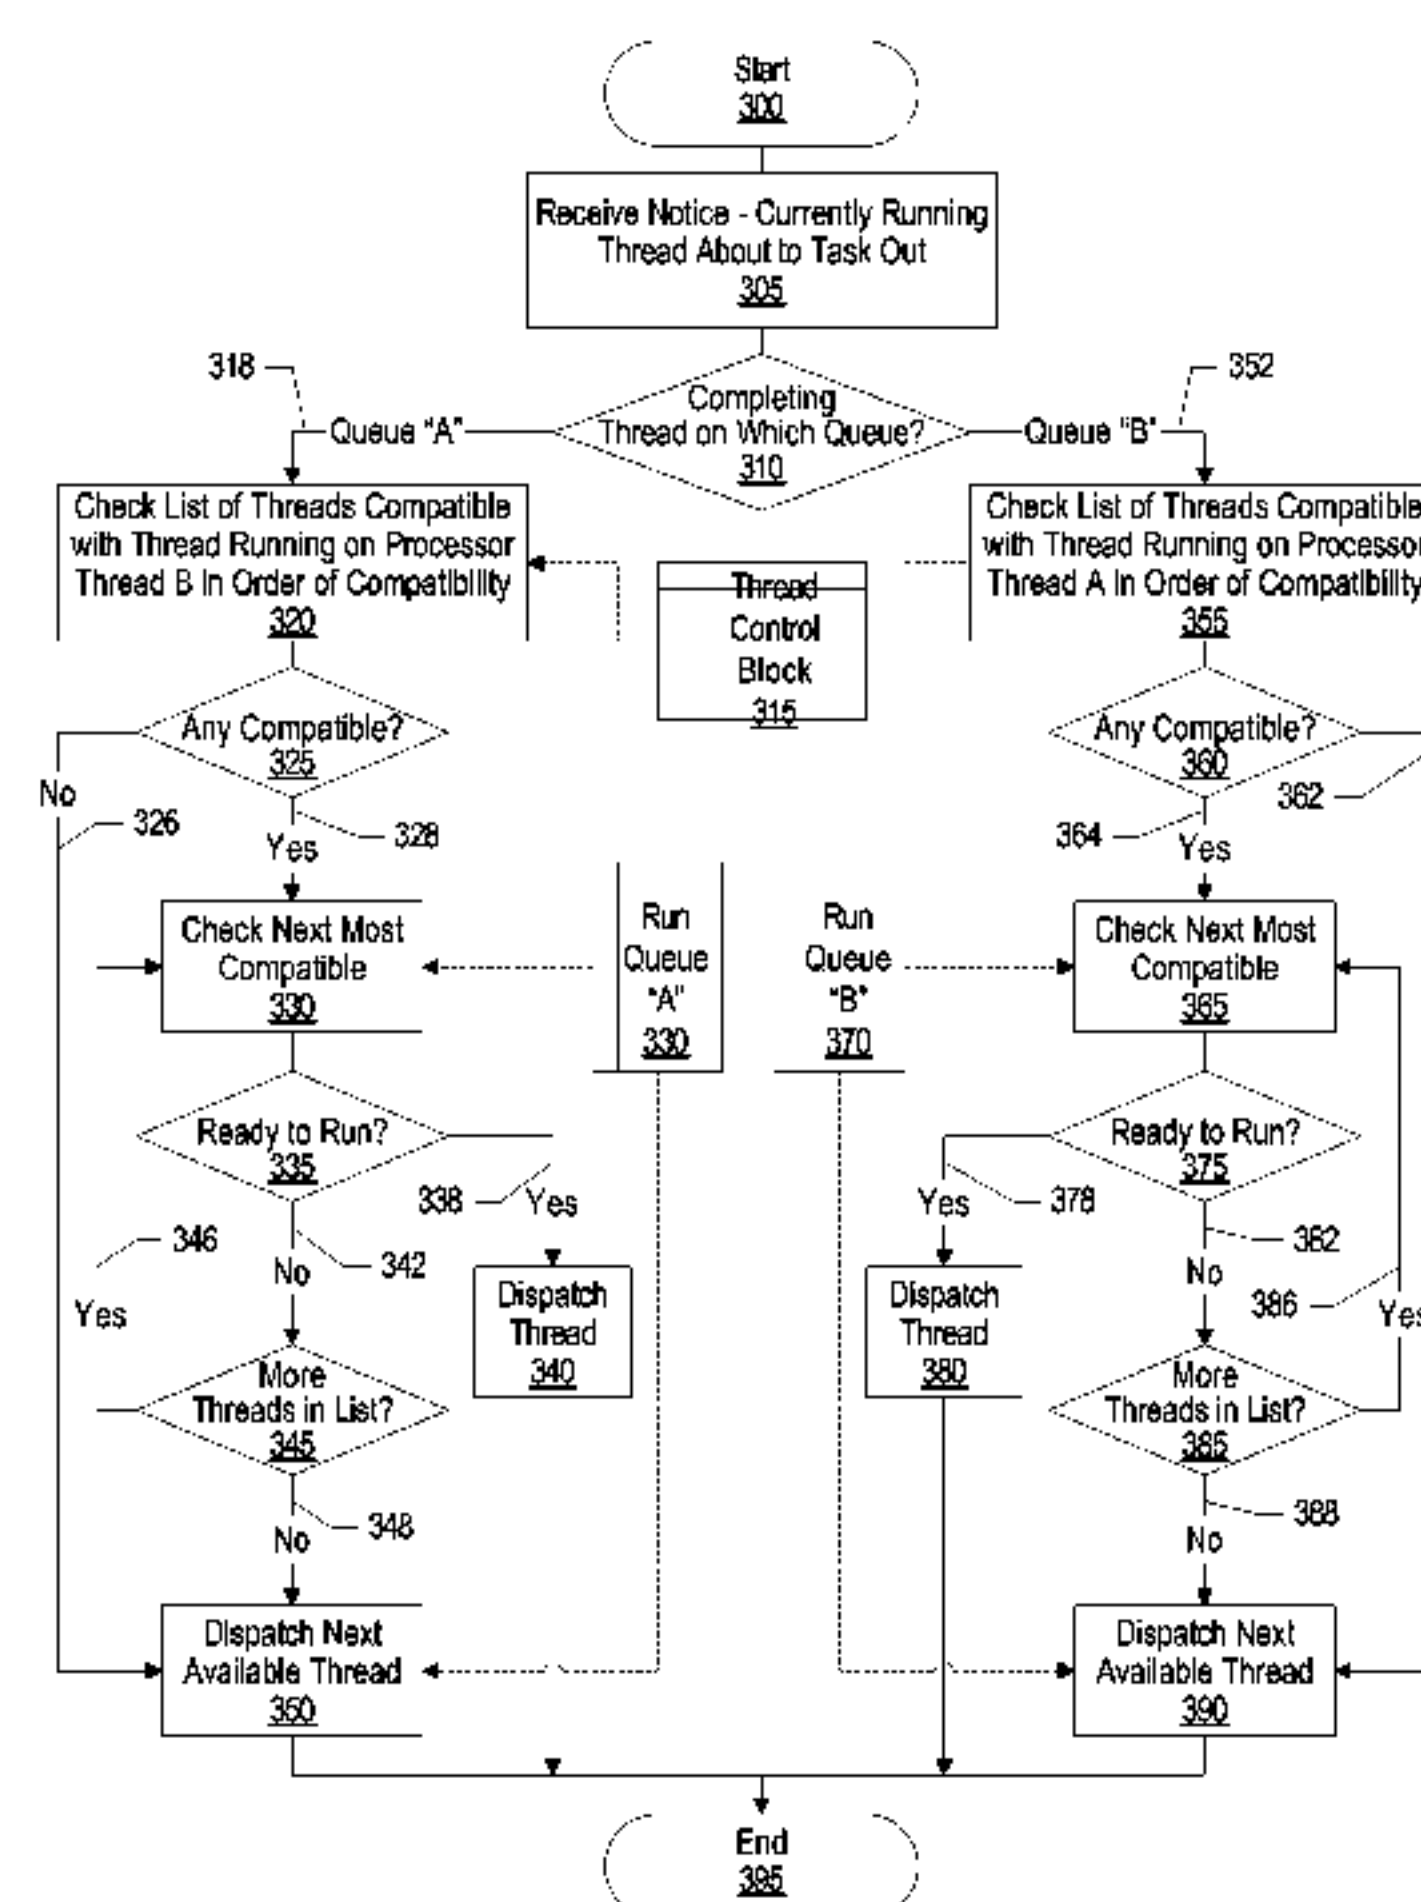 Start
300
Receive Notice - Currently Running
Thread About to Task Out
305
318
352
Completing
Thread on Which Queue?
310
Queue "A"
Queue "B"
Check List of Threads Compatible
with Thread Running on Processor
Thread B in Order of Compatibility
320
Thread
Control
Block
315
Check List of Threads Compatible
with Thread Running on Processor
Thread A in Order of Compatibility
355
Any Compatible?
325
No
326
328
Yes
Any Compatible?
360
362
364
Yes
Check Next Most
Compatible
330
Run
Queue
"A"
330
Run
Queue
"B"
370
Check Next Most
Compatible
365
Ready to Run?
335
338
Yes
346
342
No
Yes
Dispatch
Thread
340
Ready to Run?
375
Yes
378
382
No
386
Yes
Dispatch
Thread
380
More
Threads in List?
345
348
No
More
Threads in List?
385
388
No
Dispatch Next
Available Thread
350
Dispatch Next
Available Thread
390
End
395